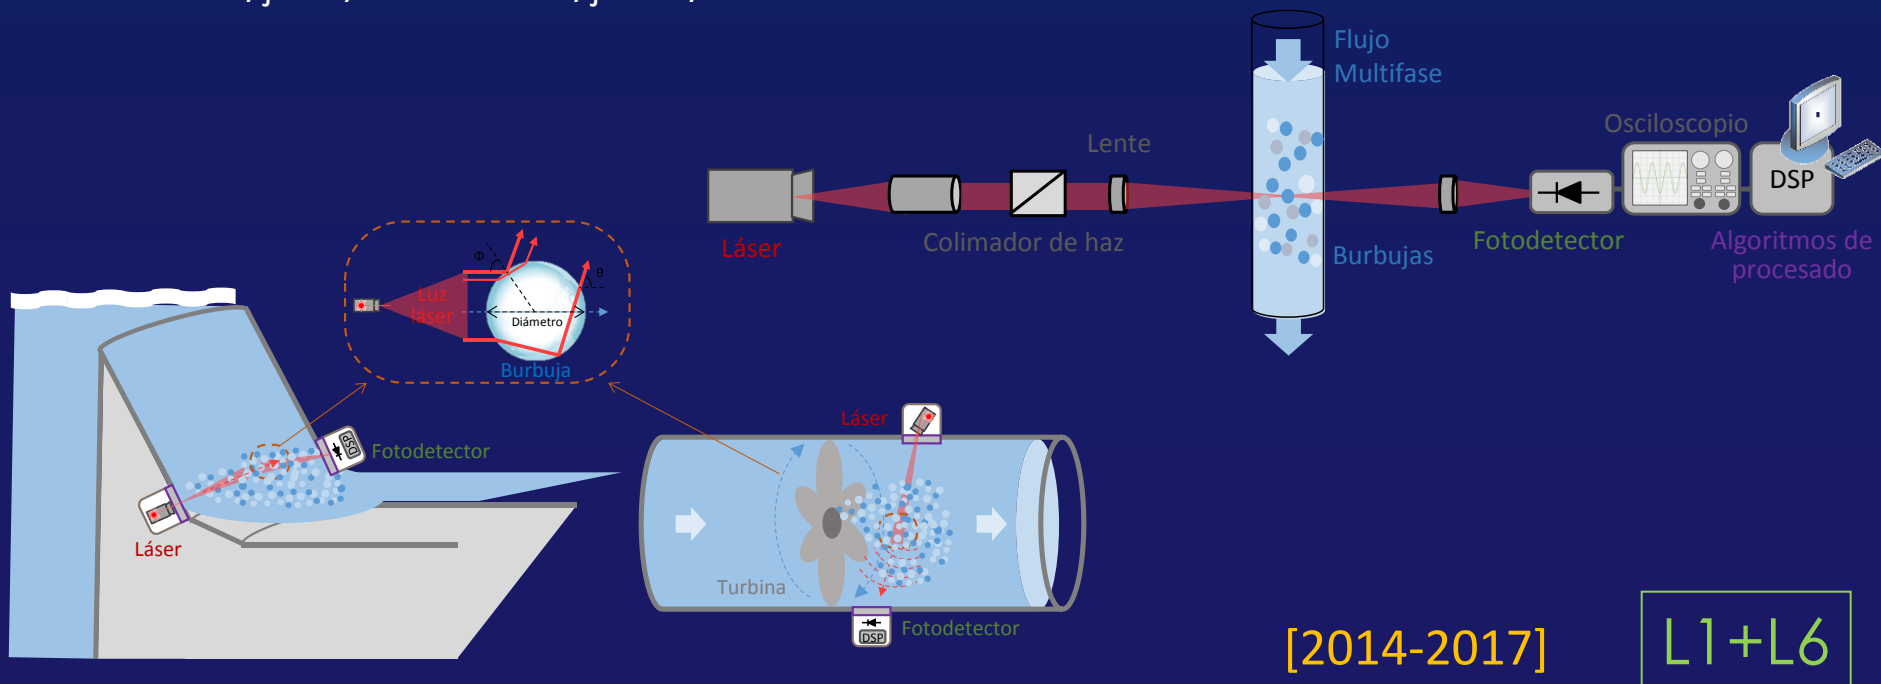 Flujo
Multifase
Osciloscopio
Lente
DSP
Láser
Colimador de haz
Fotodetector
Algoritmos de
procesado
Burbujas
Φ
θ
Luz
láser
Diámetro
Burbuja
Láser
DSP
Fotodetector
Láser
Turbina
DSP
Fotodetector
[2014-2017]
L1+L6